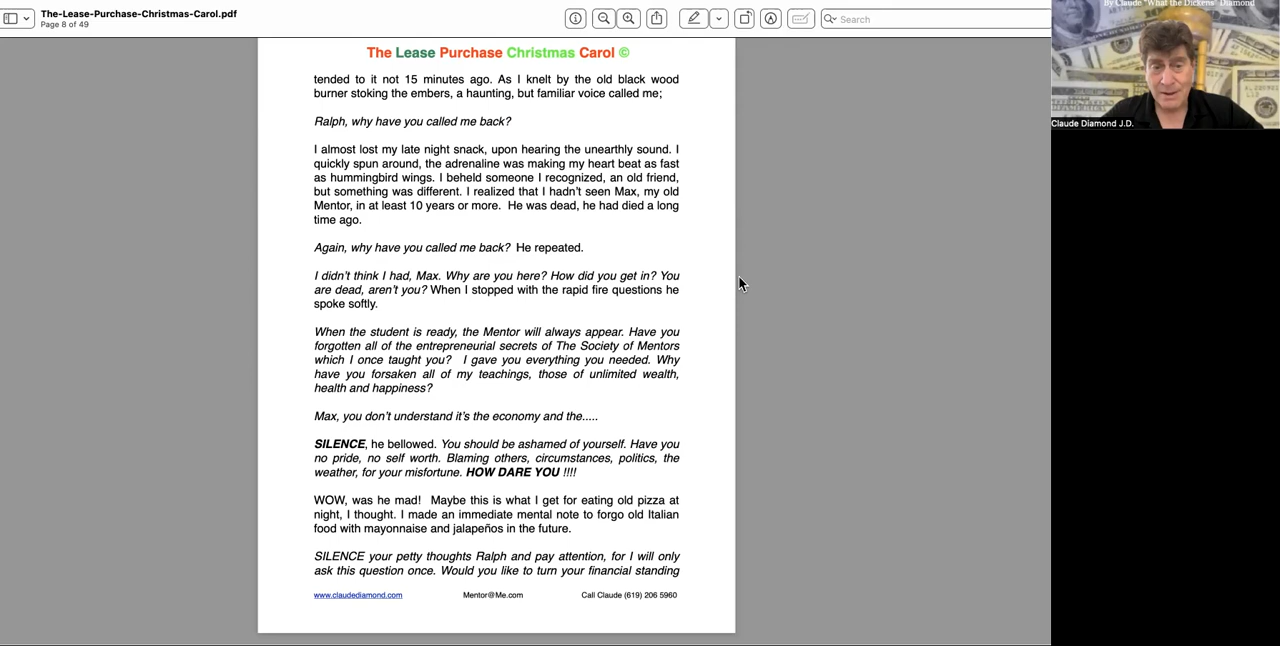 The-Lease-Purchase-Christmas-Carol.pdf
Page 8 of 49
Search
By Claude "What the Dickens" Diamond
Claude Diamond J.D.
The Lease Purchase Christmas Carol ©
tended to it not 15 minutes ago. As I knelt by the old black wood
burner stoking the embers, a haunting, but familiar voice called me;
Ralph, why have you called me back?
I almost lost my late night snack, upon hearing the unearthly sound. I
quickly spun around, the adrenaline was making my heart beat as fast
as hummingbird wings. I beheld someone I recognized, an old friend,
but something was different. I realized that I hadn't seen Max, my old
Mentor, in at least 10 years or more. He was dead, he had died a long
time ago.
Again, why have you called me back? He repeated.
I didn't think I had, Max. Why are you here? How did you get in? You
are dead, aren't you? When I stopped with the rapid fire questions he
spoke softly.
When the student is ready, the Mentor will always appear. Have you
forgotten all of the entrepreneurial secrets of The Society of Mentors
which I once taught you? I gave you everything you needed. Why
have you forsaken all of my teachings, those of unlimited wealth,
health and happiness?
Max, you don't understand it's the economy and the.....
SILENCE, he bellowed. You should be ashamed of yourself. Have you
no pride, no self worth. Blaming others, circumstances, politics, the
weather, for your misfortune. HOW DARE YOU !!!!
WOW, was he mad! Maybe this is what I get for eating old pizza at
night, I thought. I made an immediate mental note to forgo old Italian
food with mayonnaise and jalapeños in the future.
SILENCE your petty thoughts Ralph and pay attention, for I will only
ask this question once. Would you like to turn your financial standing
www.claudediamond.com Mentor@Me.com Call Claude (619) 206 5960